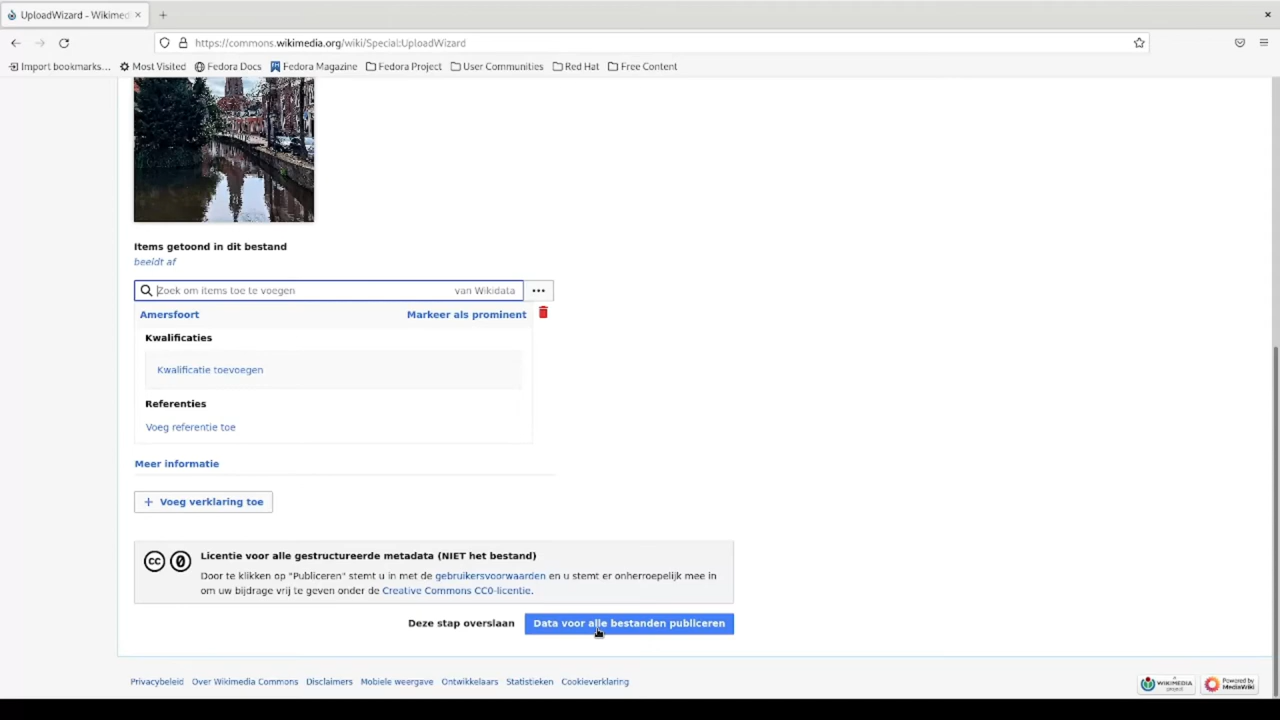 UploadWizard - Wikimed
https://commons.wikimedia.org/wiki/Special:UploadWizard
Import bookmarks... Most Visited Fedora Docs Fedora Magazine Fedora Project User Communities Red Hat Free Content
Items getoond in dit bestand
beeldt af
Zoek om items toe te voegen van Wikidata
Amersfoort Markeer als prominent
Kwalificaties
Kwalificatie toevoegen
Referenties
Voeg referentie toe
Meer informatie
+ Voeg verklaring toe
Licentie voor alle gestructureerde metadata (NIET het bestand)
Door te klikken op "Publiceren" stemt u in met de gebruikersvoorwaarden en u stemt er onherroepelijk mee in
om uw bijdrage vrij te geven onder de Creative Commons CC0-licentie.
Deze stap overslaan Data voor alle bestanden publiceren
Privacybeleid Over Wikimedia Commons Disclaimers Mobiele weergave Ontwikkelaars Statistieken Cookieverklaring
WIKIMEDIA
project
Powered by
MediaWiki